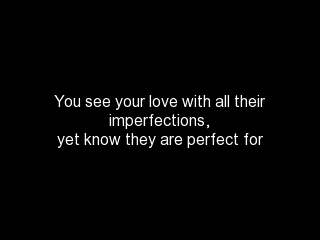 You see your love with all their
imperfections,
yet know they are perfect for